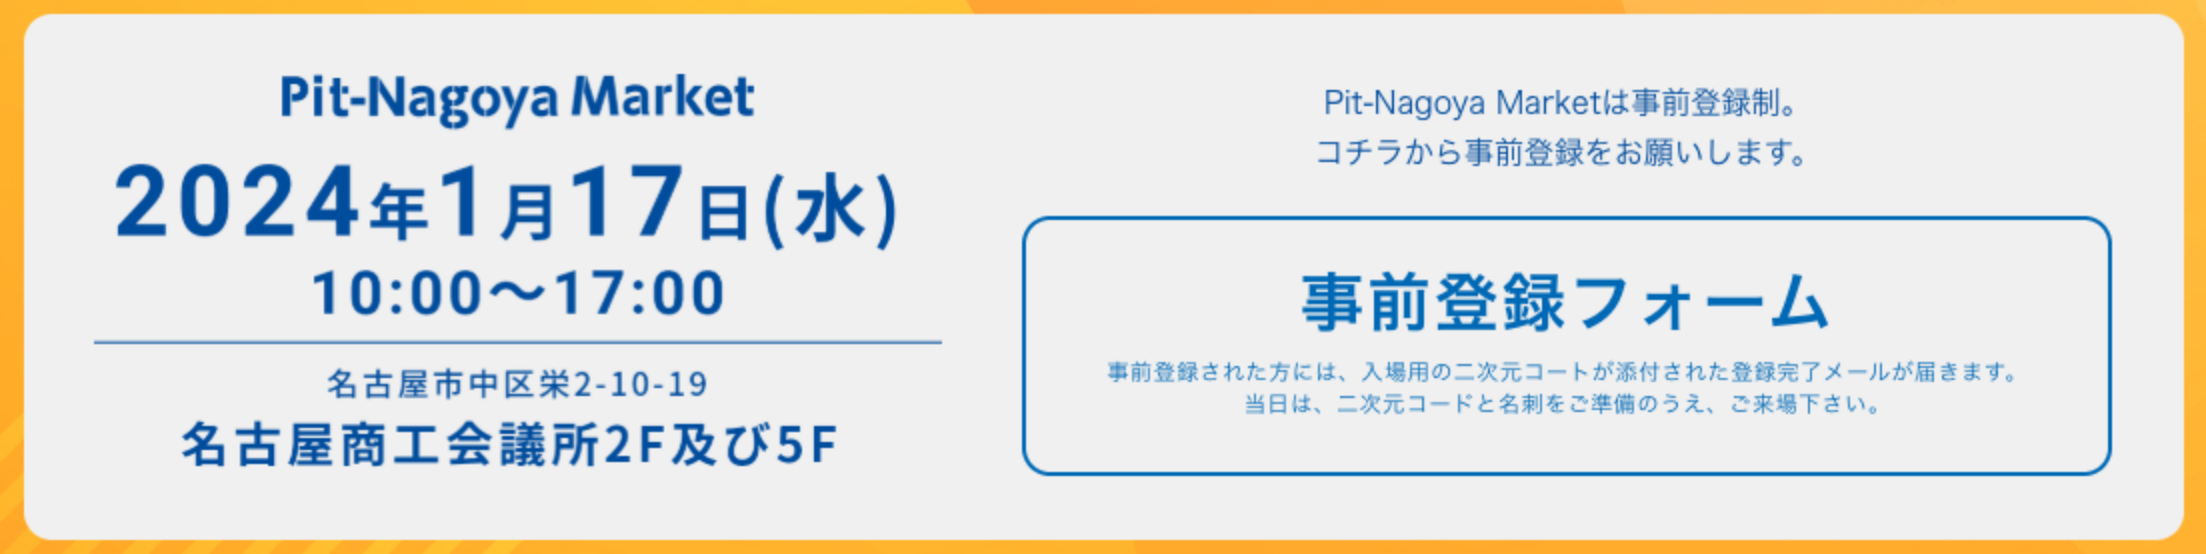 Pit-Nagoya Market
2024年1月17日(水)
10:00〜17:00
名古屋市中区栄2-10-19
名古屋商工会議所2F及び5F
Pit-Nagoya Marketは事前登録制。
コチラから事前登録をお願いします。
事前登録フォーム
事前登録された方には、入場用の二次元コートが添付された登録完了メールが届きます。
当日は、二次元コードと名刺をご準備のうえ、ご来場下さい。